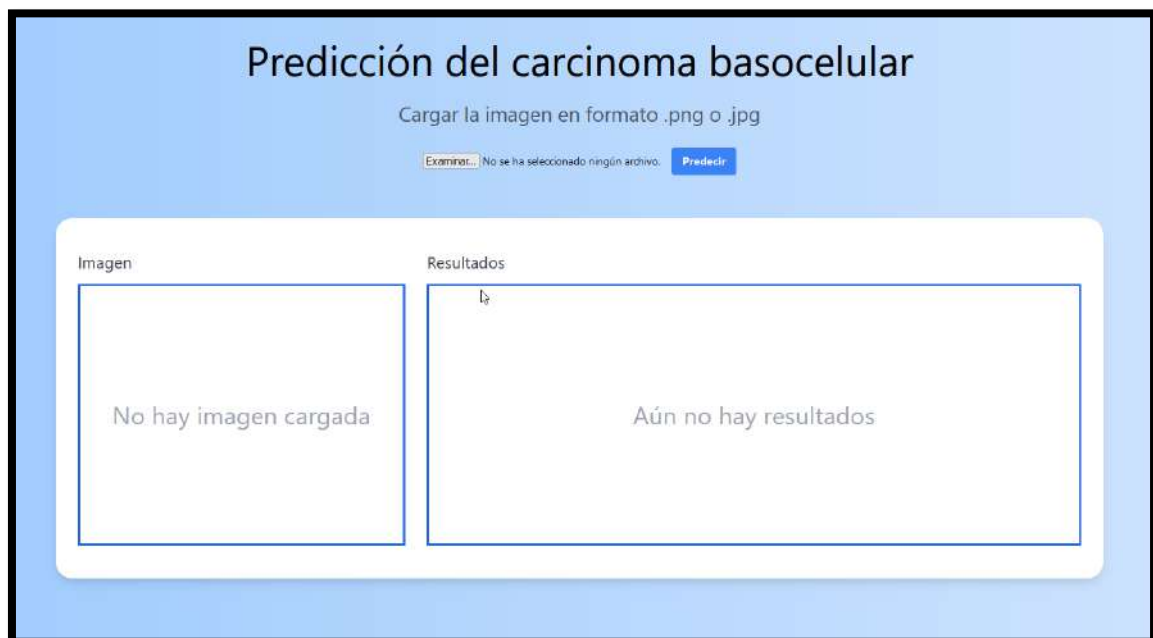 Predicción del carcinoma basocelular
Cargar la imagen en formato .png o .jpg
Examinar... No se ha seleccionado ningún archivo. Predecir
Imagen Resultados
No hay imagen cargada Aún no hay resultados